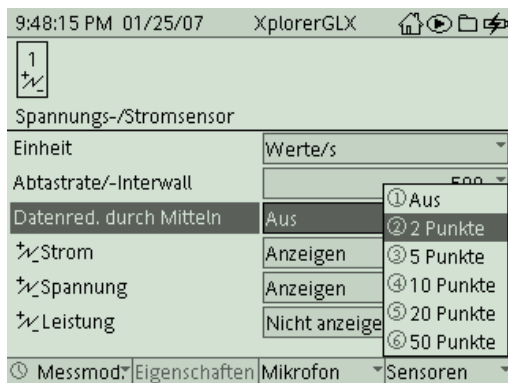 9:48:15 PM 01/25/07 XplorerGLX
1
Spannungs-/Stromsensor
Einheit Werte/s
Abtastrate/-Interwall 500
Datenred. durch Mitteln Aus
Strom Anzeigen
Spannung Anzeigen
Leistung Nicht anzeige
①Aus
②2 Punkte
③5 Punkte
④10 Punkte
⑤20 Punkte
⑥50 Punkte
Messmod. Eigenschaften Mikrofon Sensoren